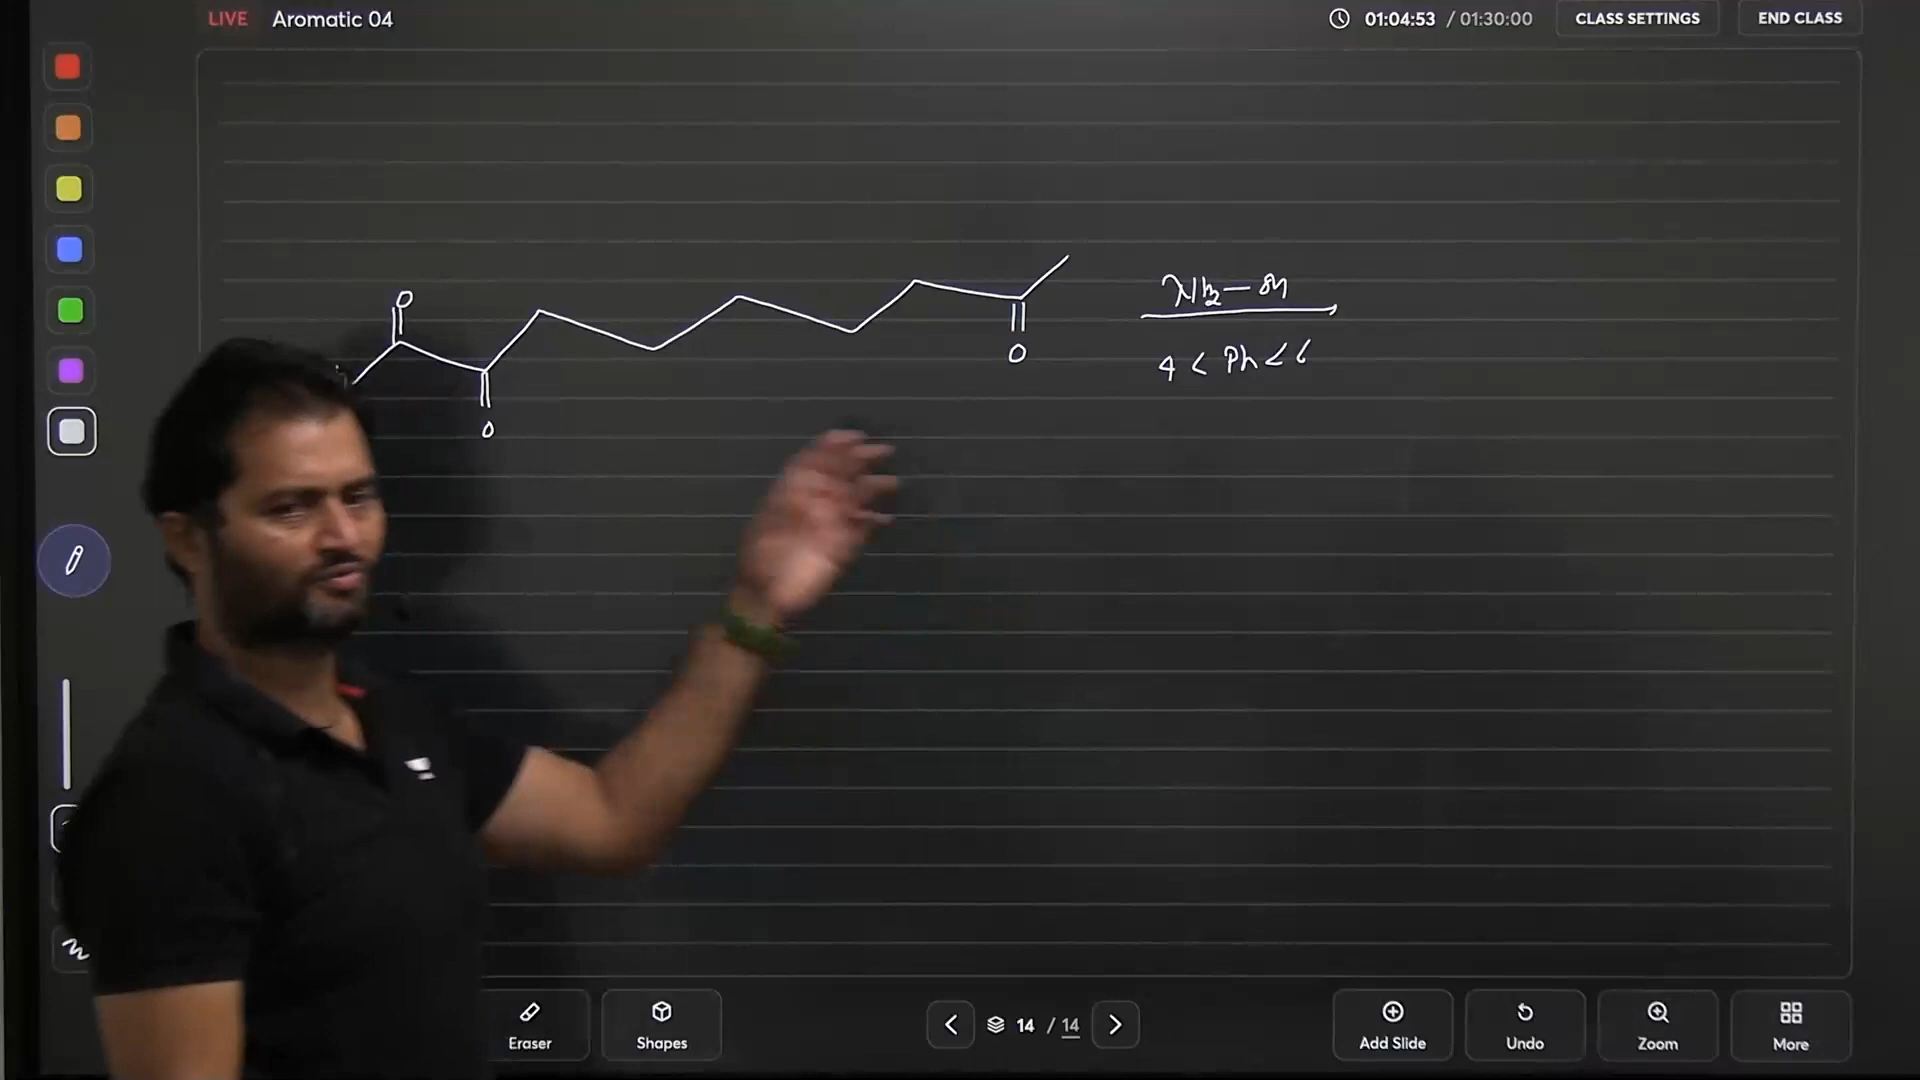 LIVE Aromatic 04
01:04:53 / 01:30:00
CLASS SETTINGS
END CLASS
O
O
O
NH2-OH
4 < Ph < 6
Eraser
Shapes
14 / 14
Add Slide
Undo
Zoom
More